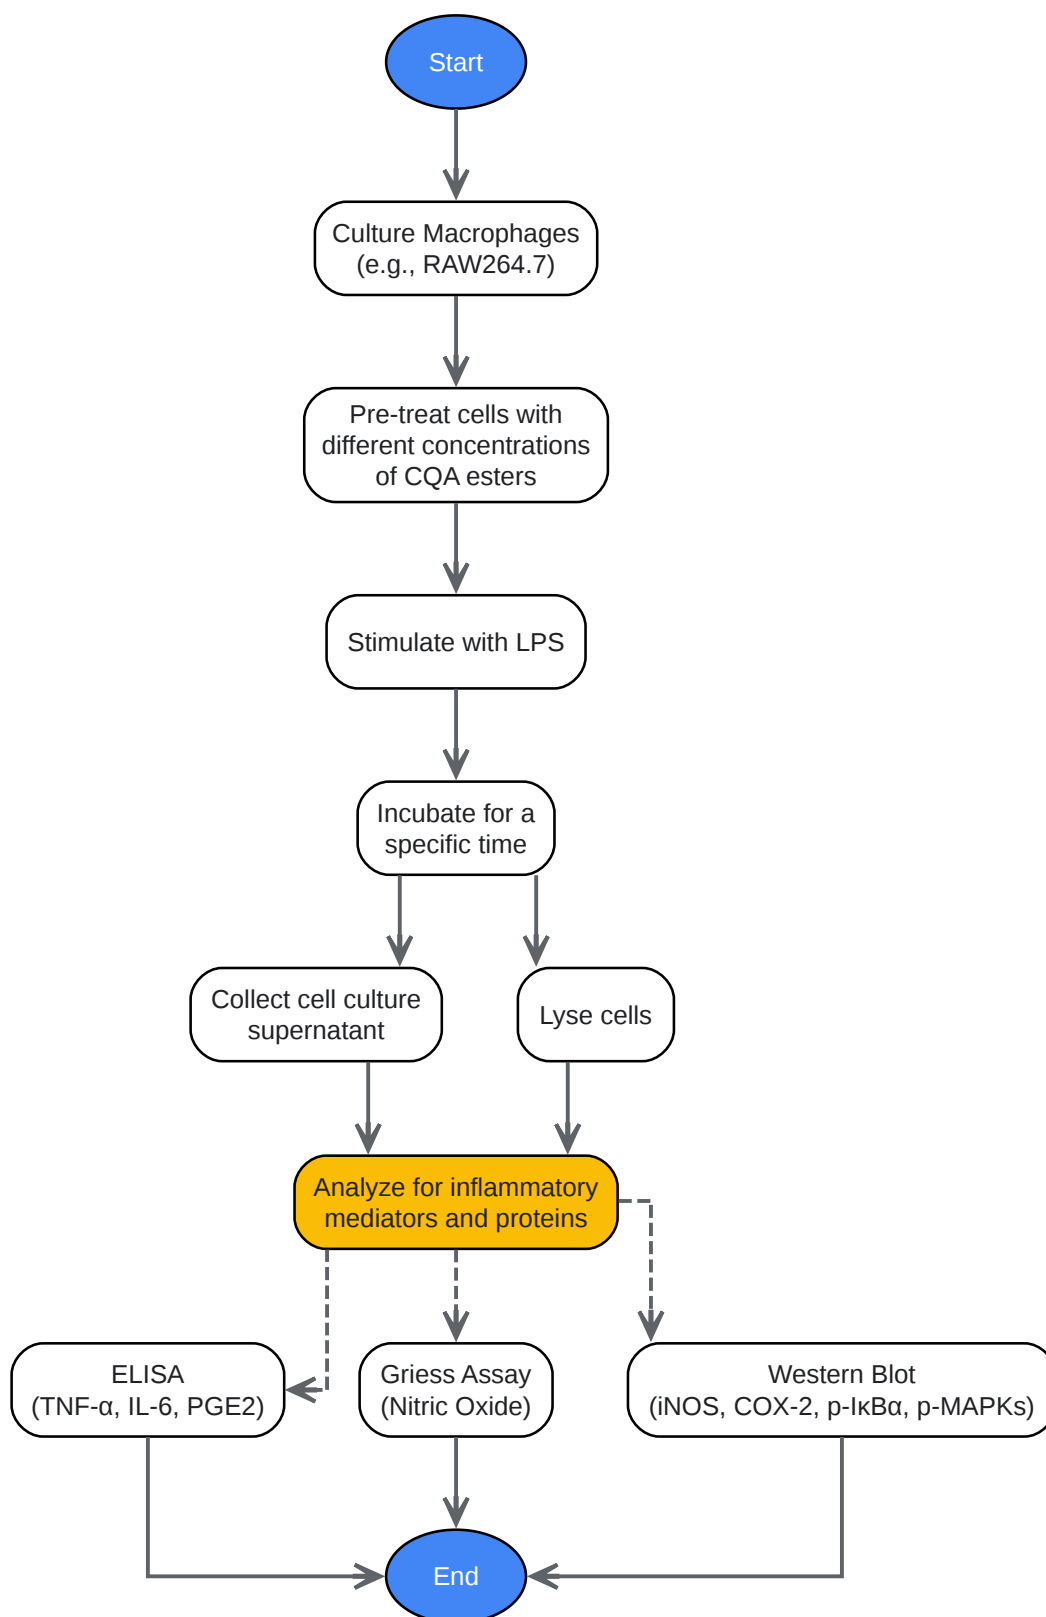 Start
Culture Macrophages
(e.g., RAW264.7)
Pre-treat cells with
different concentrations
of CQA esters
Stimulate with LPS
Incubate for a
specific time
Collect cell culture
supernatant
Lyse cells
Analyze for inflammatory
mediators and proteins
ELISA
(TNF-α, IL-6, PGE2)
Griess Assay
(Nitric Oxide)
Western Blot
(iNOS, COX-2, p-IκBα, p-MAPKs)
End